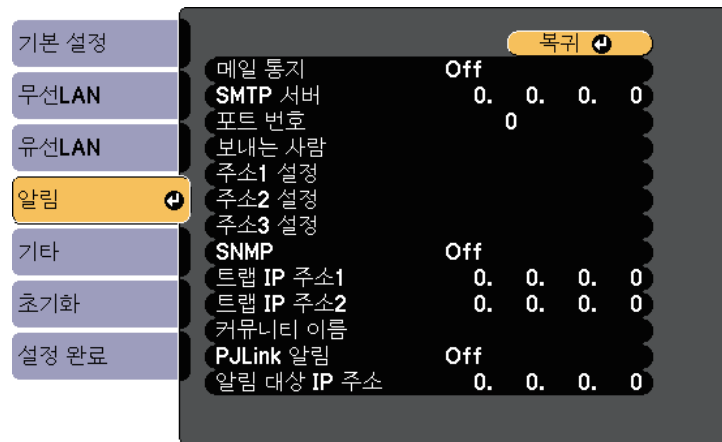 기본 설정
무선LAN
유선LAN
알림
기타
초기화
설정 완료
복귀
메일 통지 Off
SMTP 서버 0. 0. 0. 0
포트 번호 0
보내는 사람
주소1 설정
주소2 설정
주소3 설정
SNMP Off
트랩 IP 주소1 0. 0. 0. 0
트랩 IP 주소2 0. 0. 0. 0
커뮤니티 이름
PJLink 알림 Off
알림 대상 IP 주소 0. 0. 0. 0